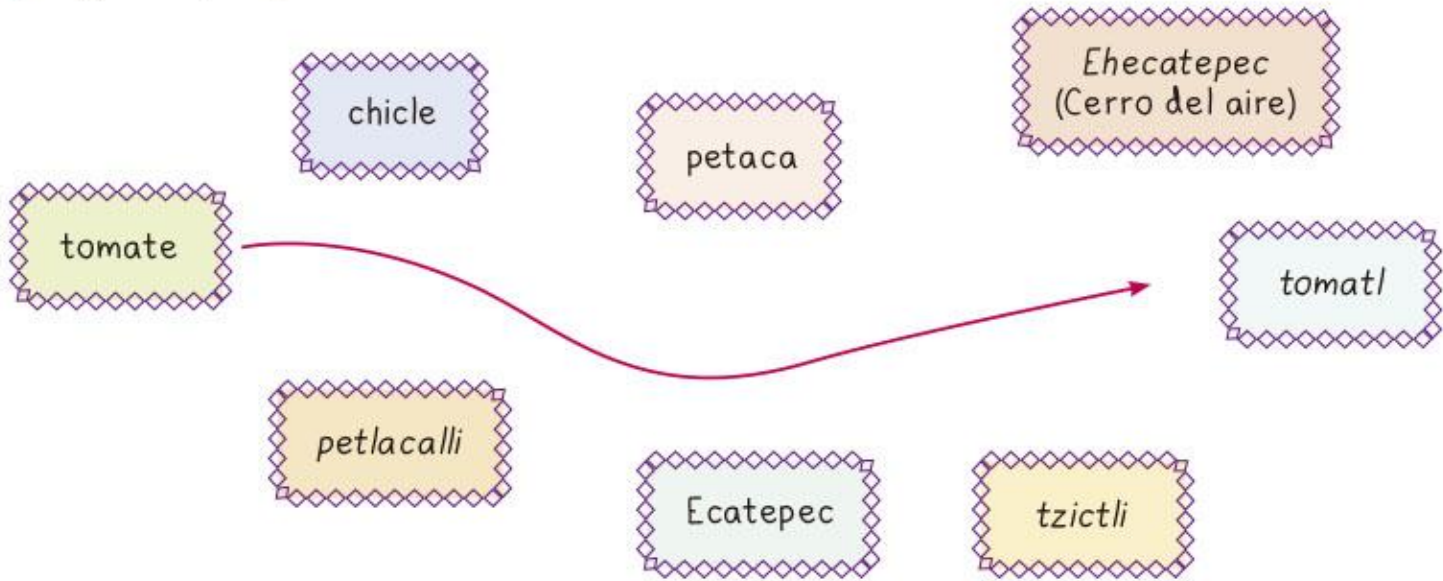 Ehecatepec
(Cerro del aire)
chicle
petaca
tomate
tomatl
petlacalli
Ecatepec
tzictli